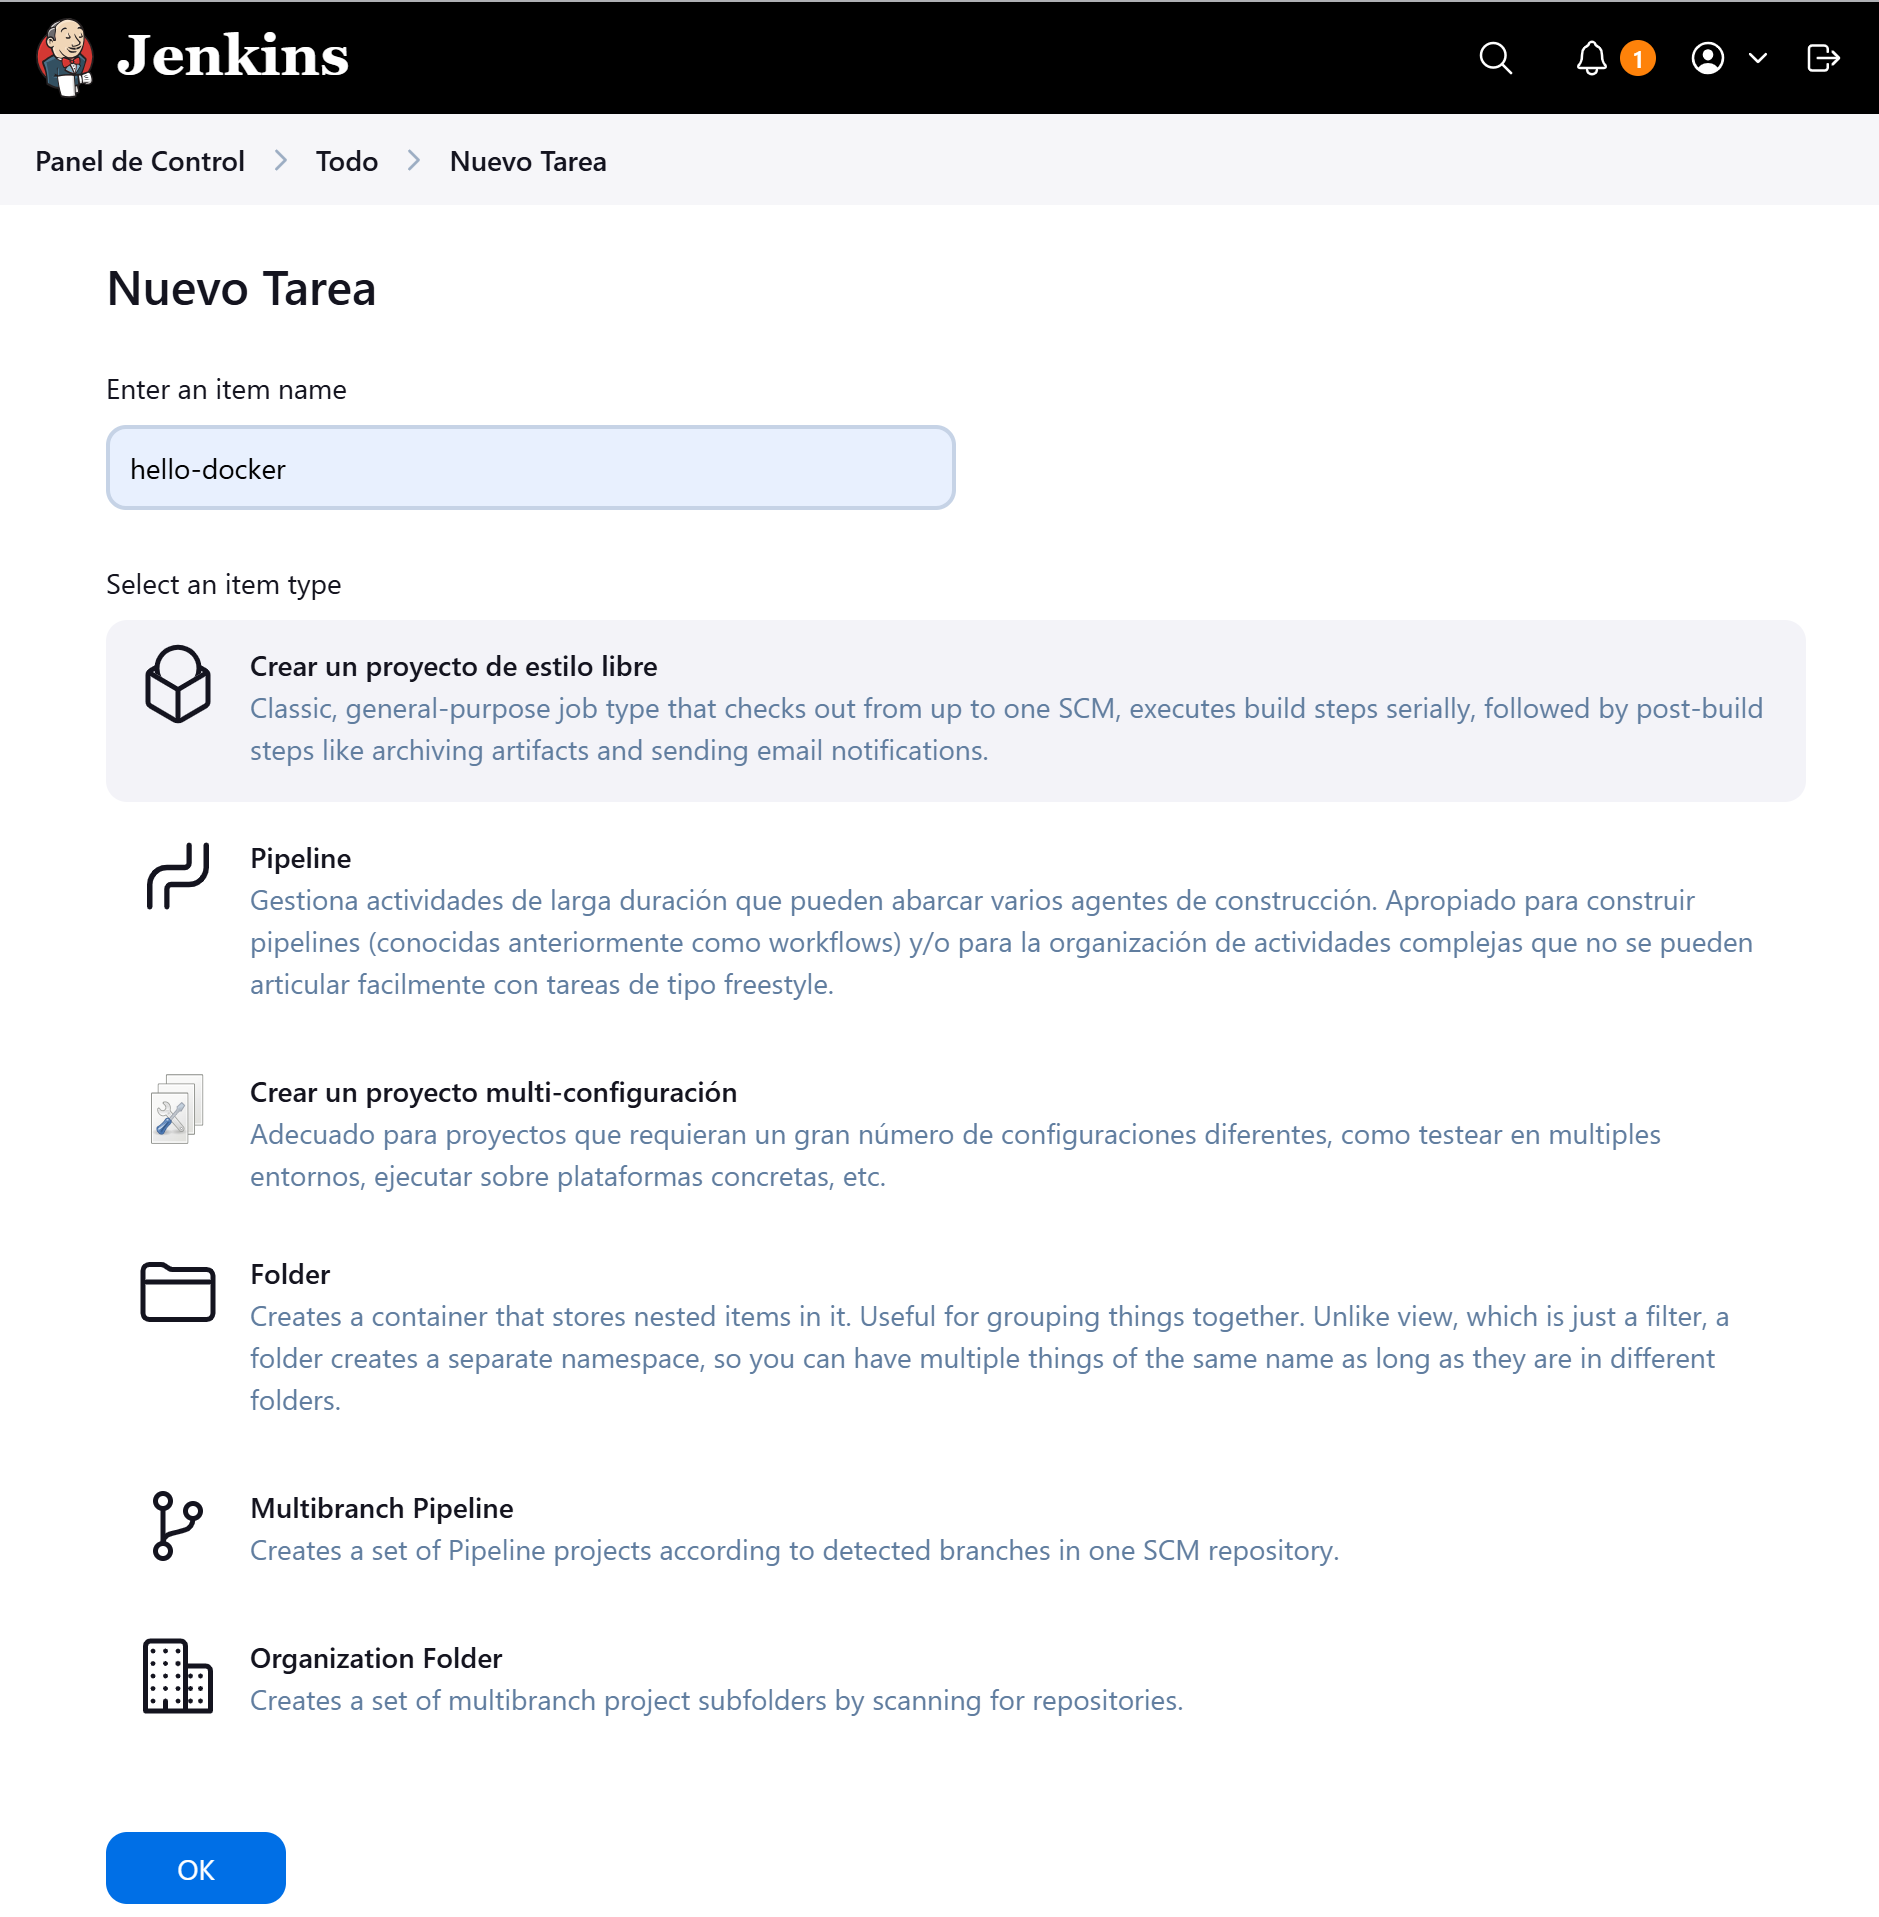 Jenkins
1
Panel de Control
Todo
Nuevo Tarea
Nuevo Tarea
Enter an item name
hello-docker
Select an item type
Crear un proyecto de estilo libre
Classic, general-purpose job type that checks out from up to one SCM, executes build steps serially, followed by post-build
steps like archiving artifacts and sending email notifications.
Pipeline
Gestiona actividades de larga duración que pueden abarcar varios agentes de construcción. Apropiado para construir
pipelines (conocidas anteriormente como workflows) y/o para la organización de actividades complejas que no se pueden
articular facilmente con tareas de tipo freestyle.
Crear un proyecto multi-configuración
Adecuado para proyectos que requieran un gran número de configuraciones diferentes, como testear en multiples
entornos, ejecutar sobre plataformas concretas, etc.
Folder
Creates a container that stores nested items in it. Useful for grouping things together. Unlike view, which is just a filter, a
folder creates a separate namespace, so you can have multiple things of the same name as long as they are in different
folders.
Multibranch Pipeline
Creates a set of Pipeline projects according to detected branches in one SCM repository.
Organization Folder
Creates a set of multibranch project subfolders by scanning for repositories.
OK